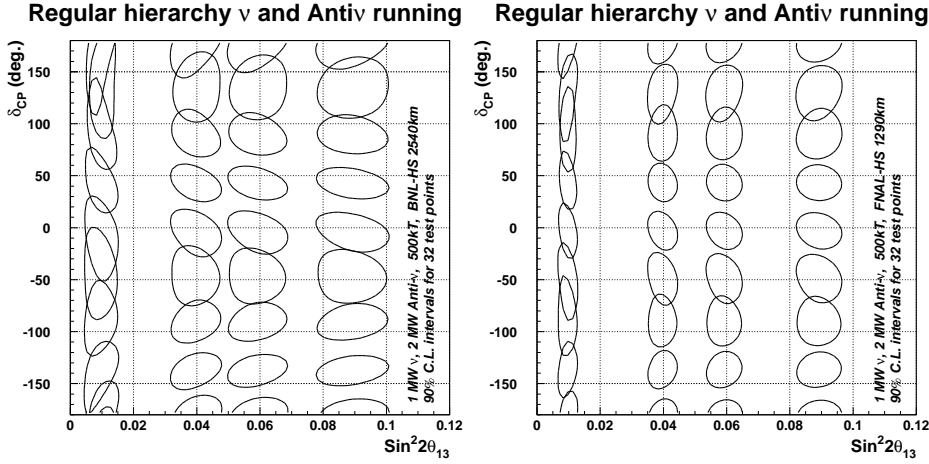 Regular hierarchy ν and Antiν running
δCP (deg.)
150
100
50
0
-50
-100
-150
0
0.02
0.04
0.06
0.08
0.1
0.12
Sin²2θ₁₃
1 MW ν, 2 MW Anti-ν, 500kT, BNL-HS 2540km
90% C.L. intervals for 32 test points
Regular hierarchy ν and Antiν running
δCP (deg.)
150
100
50
0
-50
-100
-150
0
0.02
0.04
0.06
0.08
0.1
0.12
Sin²2θ₁₃
1 MW ν, 2 MW Anti-ν, 500kT, FNAL-HS 1290km
90% C.L. intervals for 32 test points